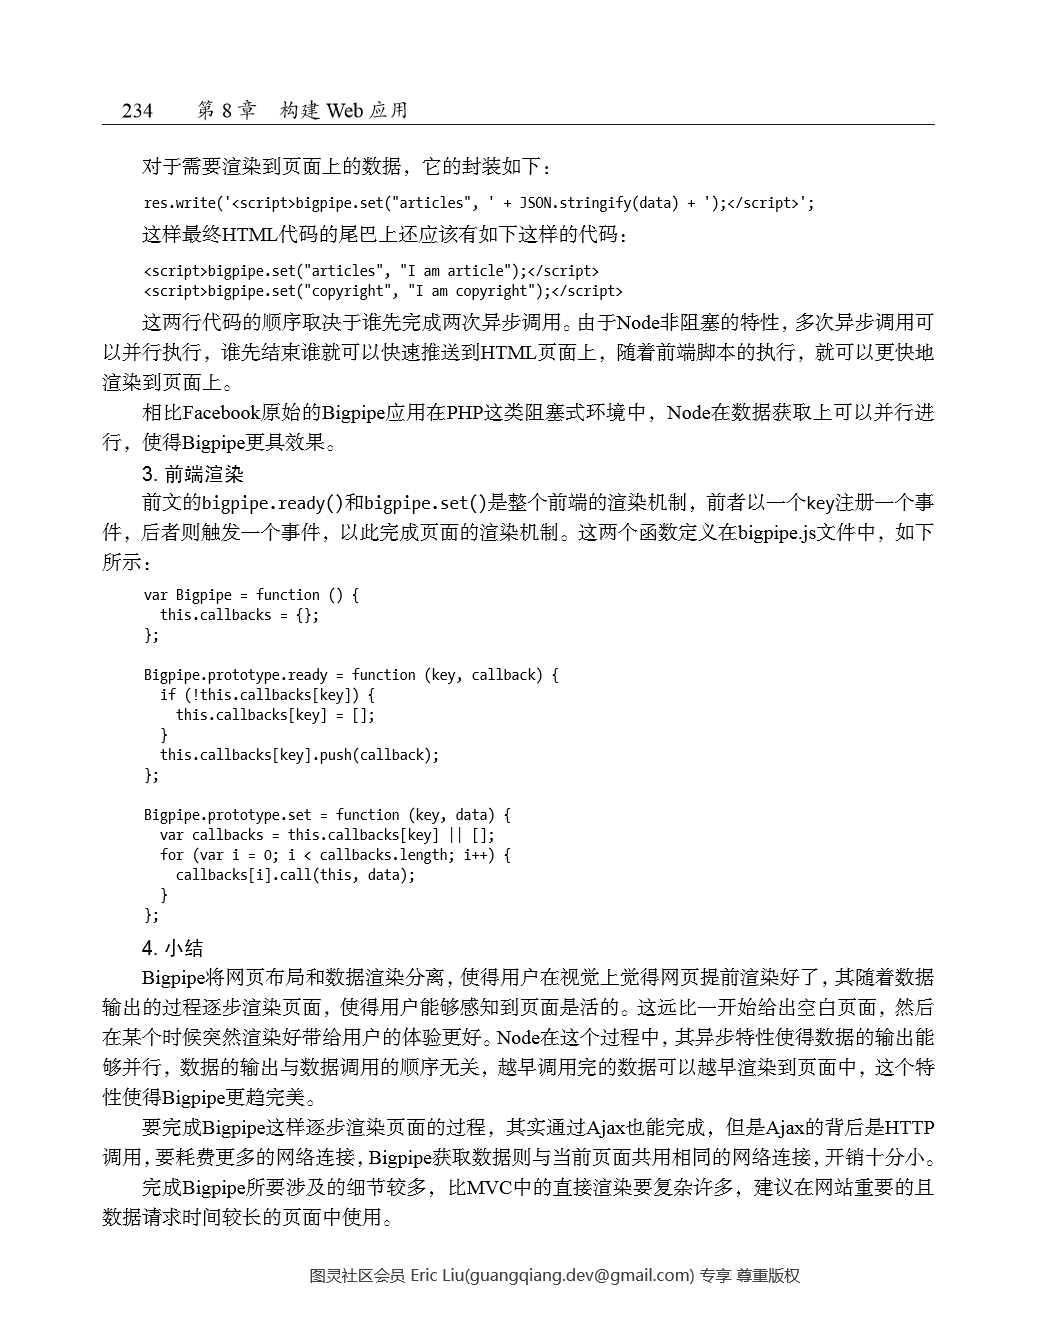 234 第 8 章 构建 Web 应用
对于需要渲染到页面上的数据，它的封装如下：
res.write('<script>bigpipe.set("articles", ' + JSON.stringify(data) + ');</script>';
这样最终HTML代码的尾巴上还应该有如下这样的代码：
<script>bigpipe.set("articles", "I am article");</script>
<script>bigpipe.set("copyright", "I am copyright");</script>
这两行代码的顺序取决于谁先完成两次异步调用。由于Node非阻塞的特性，多次异步调用可
以并行执行，谁先结束谁就可以快速推送到HTML页面上，随着前端脚本的执行，就可以更快地
渲染到页面上。
相比Facebook原始的Bigpipe应用在PHP这类阻塞式环境中，Node在数据获取上可以并行进
行，使得Bigpipe更具效果。
3. 前端渲染
前文的bigpipe.ready()和bigpipe.set()是整个前端的渲染机制，前者以一个key注册一个事
件，后者则触发一个事件，以此完成页面的渲染机制。这两个函数定义在bigpipe.js文件中，如下
所示：
var Bigpipe = function () {
  this.callbacks = {};
};
Bigpipe.prototype.ready = function (key, callback) {
  if (!this.callbacks[key]) {
    this.callbacks[key] = [];
  }
  this.callbacks[key].push(callback);
};
Bigpipe.prototype.set = function (key, data) {
  var callbacks = this.callbacks[key] || [];
  for (var i = 0; i < callbacks.length; i++) {
    callbacks[i].call(this, data);
  }
};
4. 小结
Bigpipe将网页布局和数据渲染分离，使得用户在视觉上觉得网页提前渲染好了，其随着数据
输出的过程逐步渲染页面，使得用户能够感知到页面是活的。这远比一开始给出空白页面，然后
在某个时候突然渲染好带给用户的体验更好。Node在这个过程中，其异步特性使得数据的输出能
够并行，数据的输出与数据调用的顺序无关，越早调用完的数据可以越早渲染到页面中，这个特
性使得Bigpipe更趋完美。
要完成Bigpipe这样逐步渲染页面的过程，其实通过Ajax也能完成，但是Ajax的背后是HTTP
调用，要耗费更多的网络连接，Bigpipe获取数据则与当前页面共用相同的网络连接，开销十分小。
完成Bigpipe所要涉及的细节较多，比MVC中的直接渲染要复杂许多，建议在网站重要的且
数据请求时间较长的页面中使用。
图灵社区会员 Eric Liu(guangqiang.dev@gmail.com) 专享 尊重版权